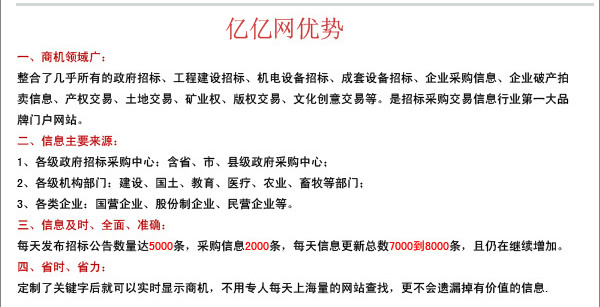 亿亿网优势
一、商机领域广：
整合了几乎所有的政府招标、工程建设招标、机电设备招标、成套设备招标、企业采购信息、企业破产拍
卖信息、产权交易、土地交易、矿业权、版权交易、文化创意交易等。是招标采购交易信息行业第一大品
牌门户网站。
二、信息主要来源：
1、各级政府招标采购中心：含省、市、县级政府采购中心；
2、各级机构部门：建设、国土、教育、医疗、农业、畜牧等部门；
3、各类企业：国营企业、股份制企业、民营企业等。
三、信息及时、全面、准确：
每天发布招标公告数量达5000条，采购信息2000条，每天信息更新总数7000到8000条，且仍在继续增加。
四、省时、省力：
定制了关键字后就可以实时显示商机，不用专人每天上海量的网站查找，更不会遗漏掉有价值的信息.